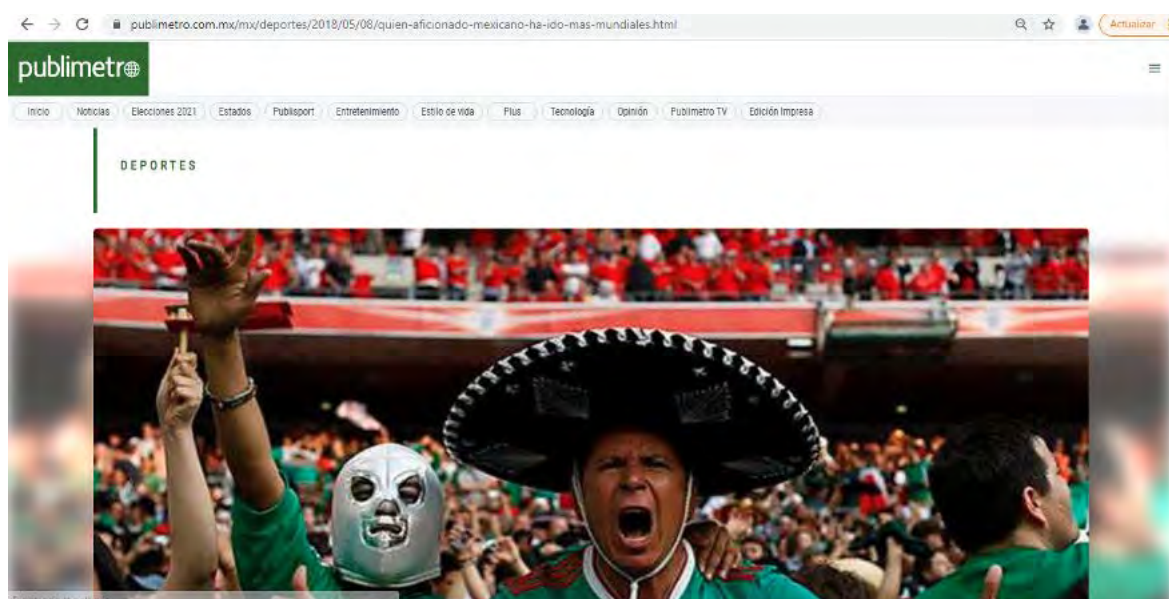 publimetro.com.mx/mx/deportes/2018/05/08/quien-aficionado-mexicano-ha-ido-mas-mundiales.html
Actualizar
publimetro
Inicio Noticias Elecciones 2021 Estados Publisport Entretenimiento Estilo de vida Plus Tecnología Opinión Publimetro TV Edición Impresa
DEPORTES